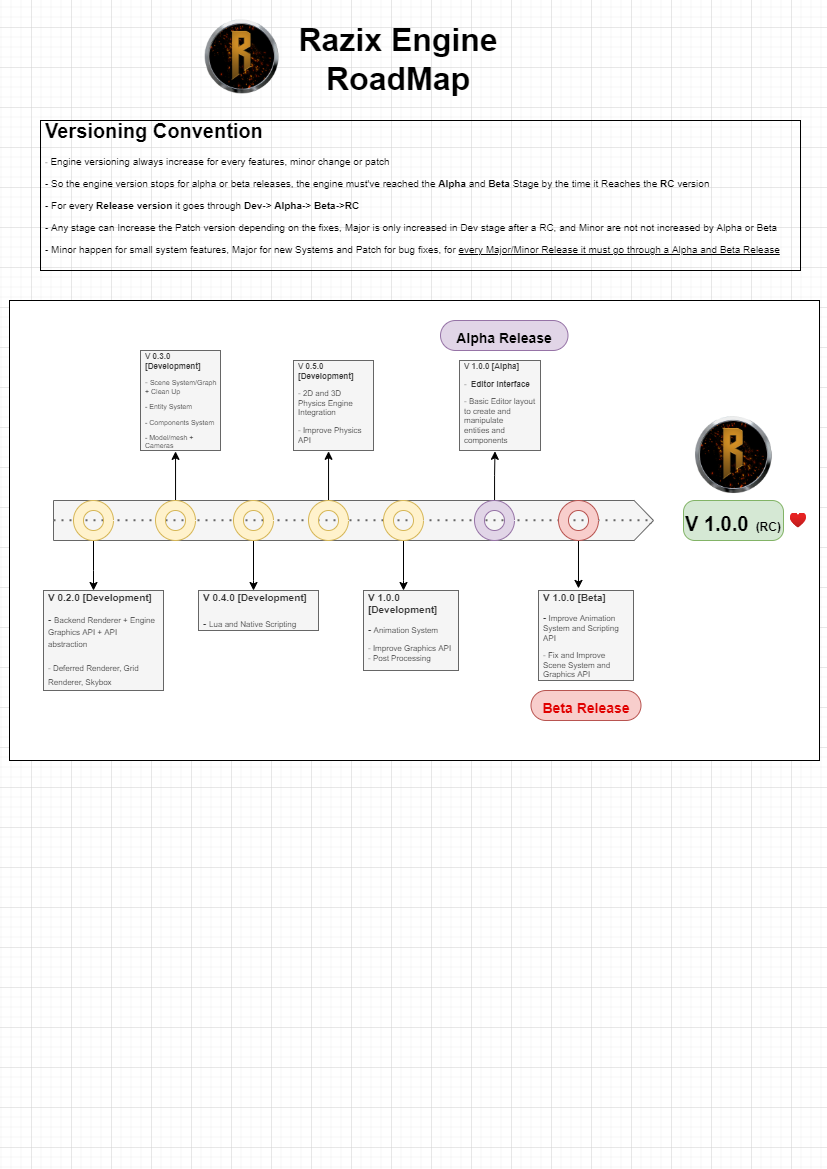 R
Razix Engine
RoadMap
Versioning Convention
- Engine versioning always increase for every features, minor change or patch
- So the engine version stops for alpha or beta releases, the engine must've reached the Alpha and Beta Stage by the time it Reaches the RC version
- For every Release version it goes through Dev-> Alpha-> Beta->RC
- Any stage can Increase the Patch version depending on the fixes, Major is only increased in Dev stage after a RC, and Minor are not not increased by Alpha or Beta
- Minor happen for small system features, Major for new Systems and Patch for bug fixes, for every Major/Minor Release it must go through a Alpha and Beta Release
V 0.3.0
[Development]
- Scene System/Graph
+ Clean Up
- Entity System
- Components System
- Model/mesh +
Cameras
V 0.5.0
[Development]
- 2D and 3D
Physics Engine
Integration
- Improve Physics
API
Alpha Release
V 1.0.0 [Alpha]
- Editor Interface
- Basic Editor layout
to create and
manipulate
entities and
components
R
V 1.0.0 (RC)
V 0.2.0 [Development]
- Backend Renderer + Engine
Graphics API + API
abstraction
- Deferred Renderer, Grid
Renderer, Skybox
V 0.4.0 [Development]
- Lua and Native Scripting
V 1.0.0
[Development]
- Animation System
- Improve Graphics API
- Post Processing
V 1.0.0 [Beta]
- Improve Animation
System and Scripting
API
- Fix and Improve
Scene System and
Graphics API
Beta Release